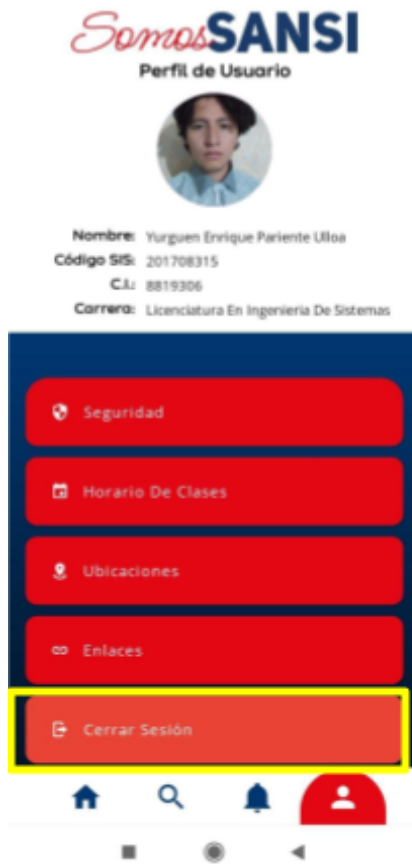 SomosSANSI
Perfil de Usuario
Nombre: Yurguen Enrique Pariente Ulloa
Código SIS: 201708315
C.I.: 8819306
Carrera: Licenciatura En Ingenieria De Sistemas
Seguridad
Horario De Clases
Ubicaciones
Enlaces
Cerrar Sesión